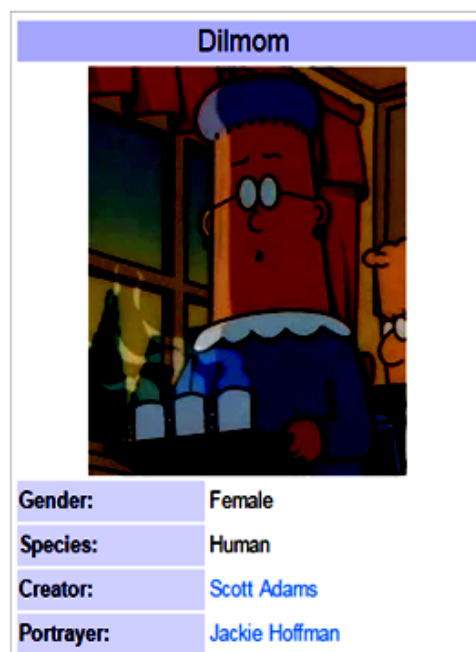 Dilmom
Gender: Female
Species: Human
Creator: Scott Adams
Portrayer: Jackie Hoffman